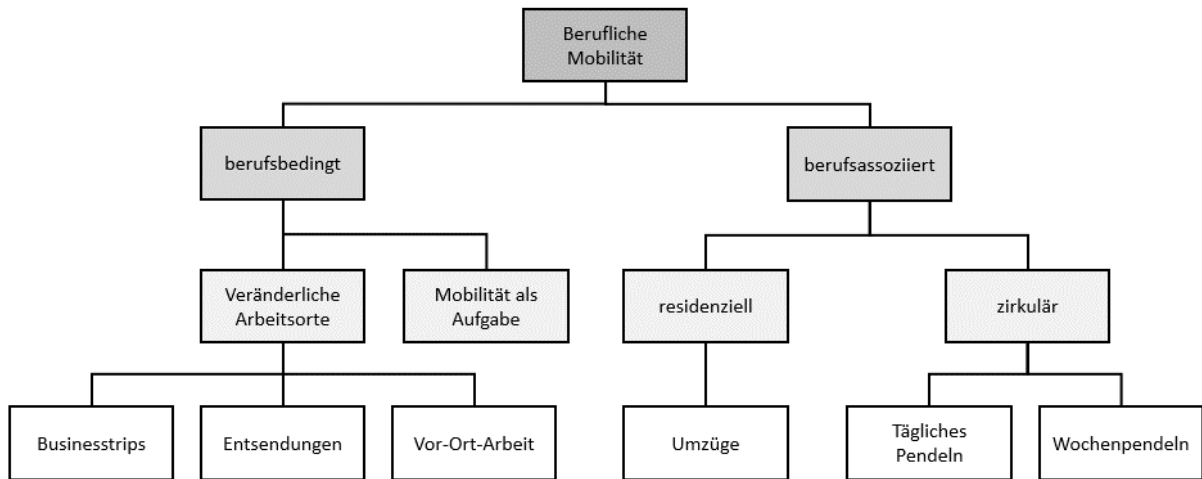 Berufliche
Mobilität
berufsbedingt
berufsassoziiert
Veränderliche
Arbeitsorte
Mobilität als
Aufgabe
residenziell
zirkulär
Businesstrips
Entsendungen
Vor-Ort-Arbeit
Umzüge
Tägliches
Pendeln
Wochenpendeln